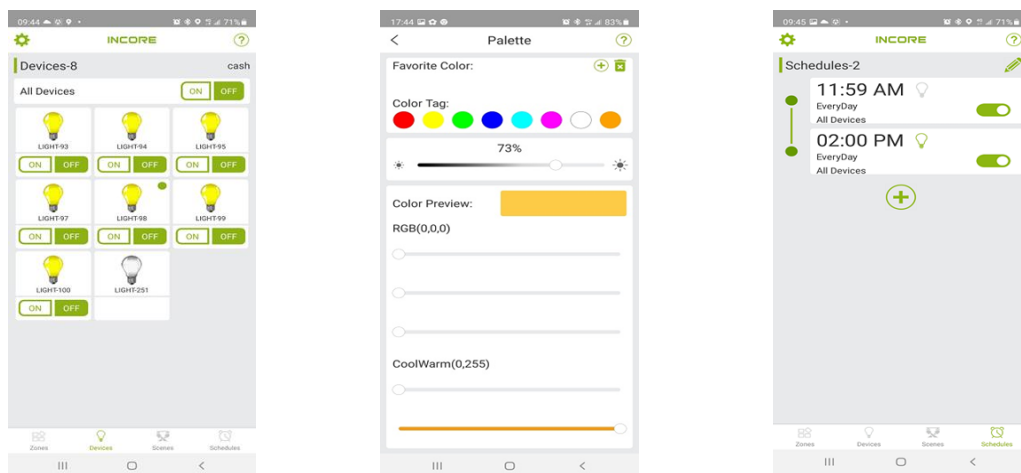 09:44 71%
INCORE ?
Devices-8 cash
All Devices ON OFF
LIGHT-93 LIGHT-94 LIGHT-95
ON OFF ON OFF ON OFF
LIGHT-97 LIGHT-98 LIGHT-99
ON OFF ON OFF ON OFF
LIGHT-100 LIGHT-251
ON OFF
Zones Devices Scenes Schedules
17:44 83%
Palette ?
Favorite Color:
Color Tag:
73%
Color Preview:
RGB(0,0,0)
CoolWarm(0,255)
09:45 71%
INCORE ?
Schedules-2
11:59 AM
EveryDay
All Devices
02:00 PM
EveryDay
All Devices
Zones Devices Scenes Schedules